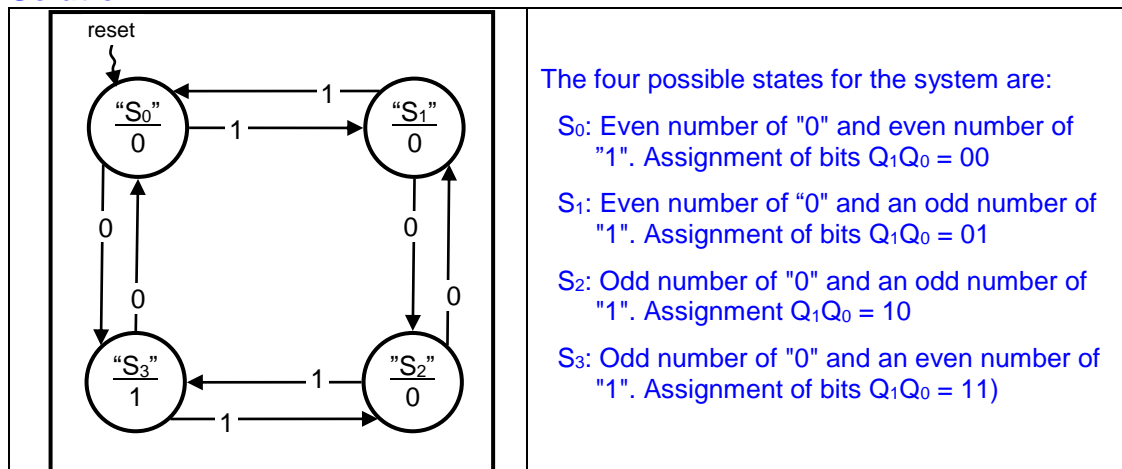 reset
“S₀”
0
1
1
“S₁”
0
0
0
0
0
“S₃”
1
1
1
”S₂”
0
The four possible states for the system are:
S₀: Even number of "0" and even number of
”1". Assignment of bits Q₁Q₀ = 00
S₁: Even number of “0" and an odd number of
"1". Assignment of bits Q₁Q₀ = 01
S₂: Odd number of "0" and an odd number of
"1". Assignment Q₁Q₀ = 10
S₃: Odd number of "0" and an even number of
"1". Assignment of bits Q₁Q₀ = 11)